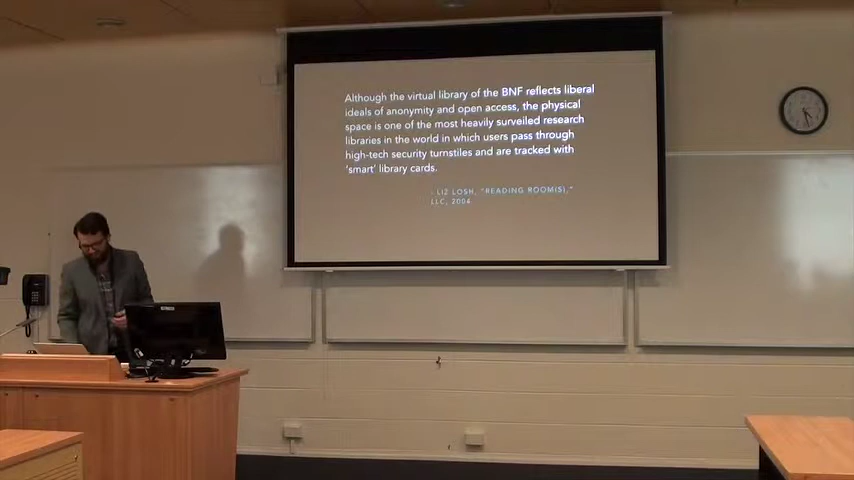 Although the virtual library of the BNF reflects liberal
ideals of anonymity and open access, the physical
space is one of the most heavily surveiled research
libraries in the world in which users pass through
high-tech security turnstiles and are tracked with
'smart' library cards.
- LIZ LOSH, "READING ROOM(S),"
LLC, 2004